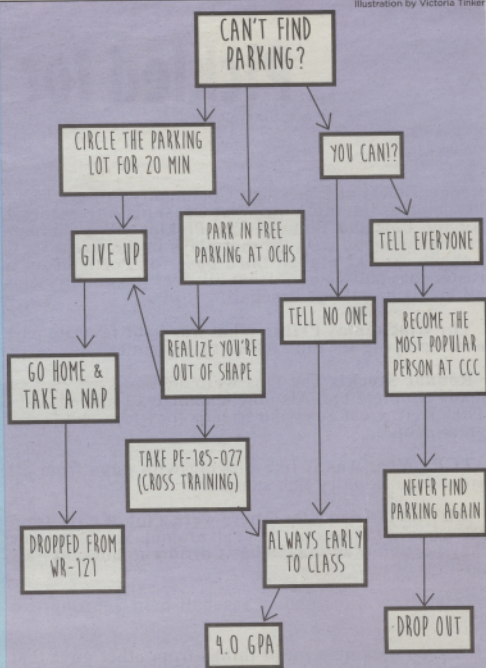 Illustration by Victoria Tinker
CAN'T FIND
PARKING?
CIRCLE THE PARKING
LOT FOR 20 MIN
YOU CAN!?
GIVE UP
PARK IN FREE
PARKING AT OCHS
TELL EVERYONE
GO HOME &
TAKE A NAP
REALIZE YOU'RE
OUT OF SHAPE
TELL NO ONE
BECOME THE
MOST POPULAR
PERSON AT CCC
TAKE PE-185-027
(CROSS TRAINING)
NEVER FIND
PARKING AGAIN
DROPPED FROM
WR-121
ALWAYS EARLY
TO CLASS
4.0 GPA
DROP OUT